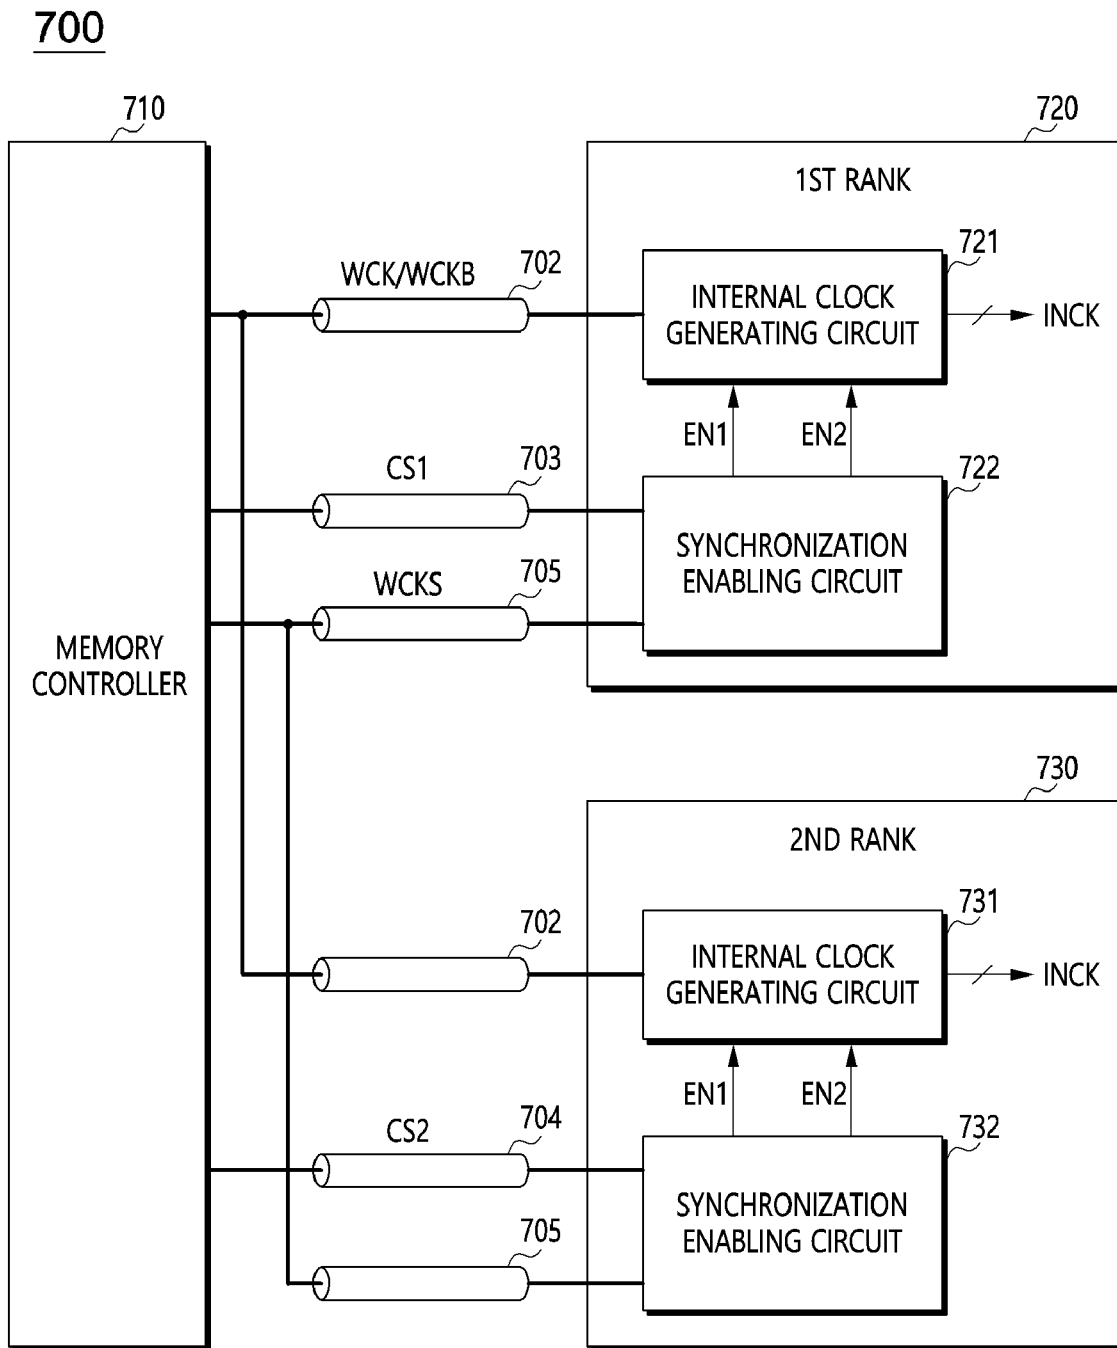 700
710
720
1ST RANK
721
WCK/WCKB
702
INTERNAL CLOCK
GENERATING CIRCUIT
INCK
EN1
EN2
CS1
703
722
SYNCHRONIZATION
ENABLING CIRCUIT
WCKS
705
MEMORY
CONTROLLER
730
2ND RANK
731
702
INTERNAL CLOCK
GENERATING CIRCUIT
INCK
EN1
EN2
CS2
704
732
SYNCHRONIZATION
ENABLING CIRCUIT
705